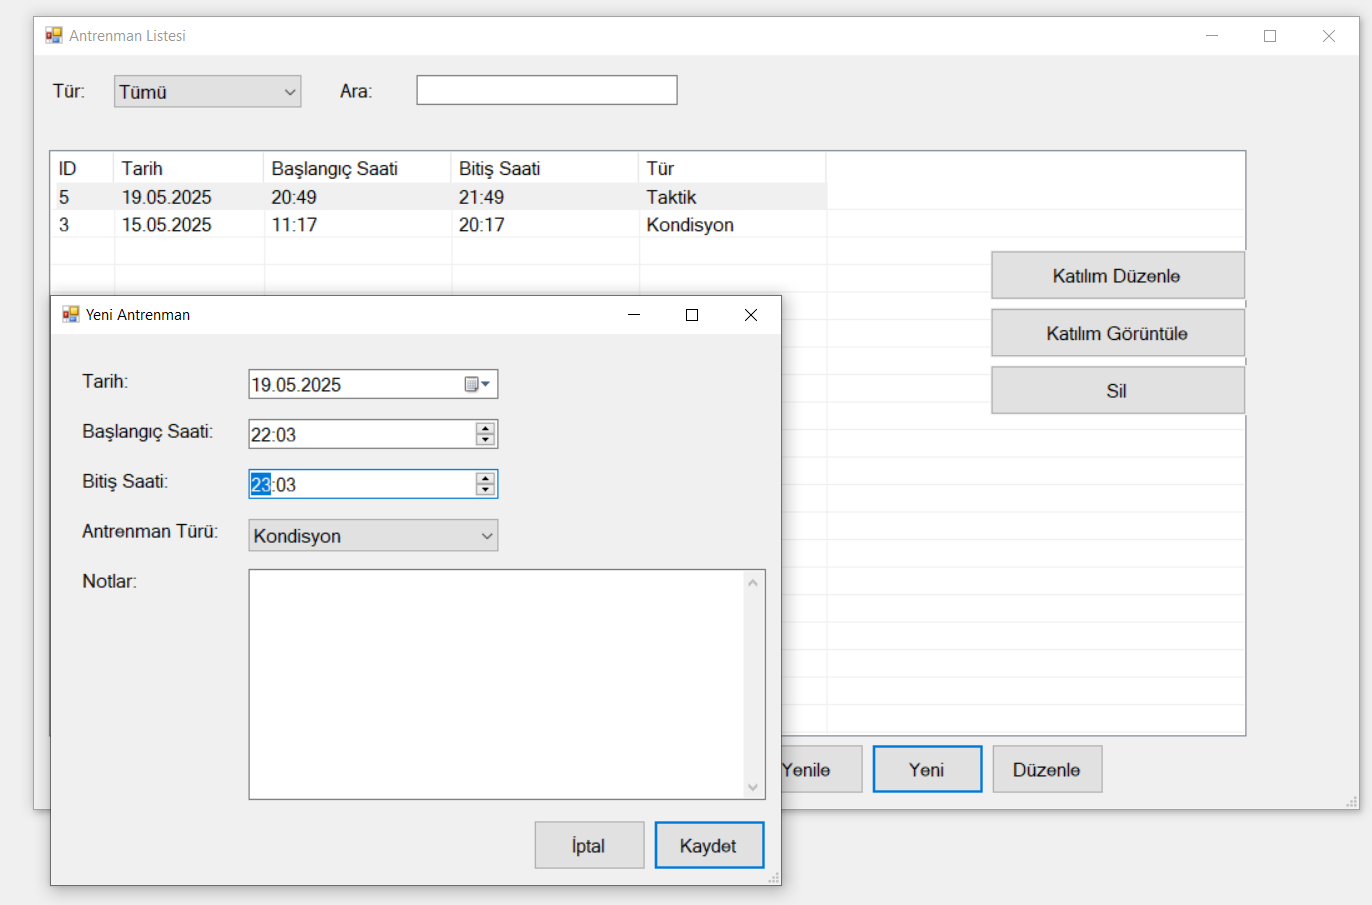 Antrenman Listesi
Tür: Tümü Ara:
ID Tarih Başlangıç Saati Bitiş Saati Tür
5 19.05.2025 20:49 21:49 Taktik
3 15.05.2025 11:17 20:17 Kondisyon
Katılım Düzenle
Katılım Görüntüle
Sil
Yeni Antrenman
Tarih: 19.05.2025
Başlangıç Saati: 22:03
Bitiş Saati: 23:03
Antrenman Türü: Kondisyon
Notlar:
Yenile Yeni Düzenle
İptal Kaydet